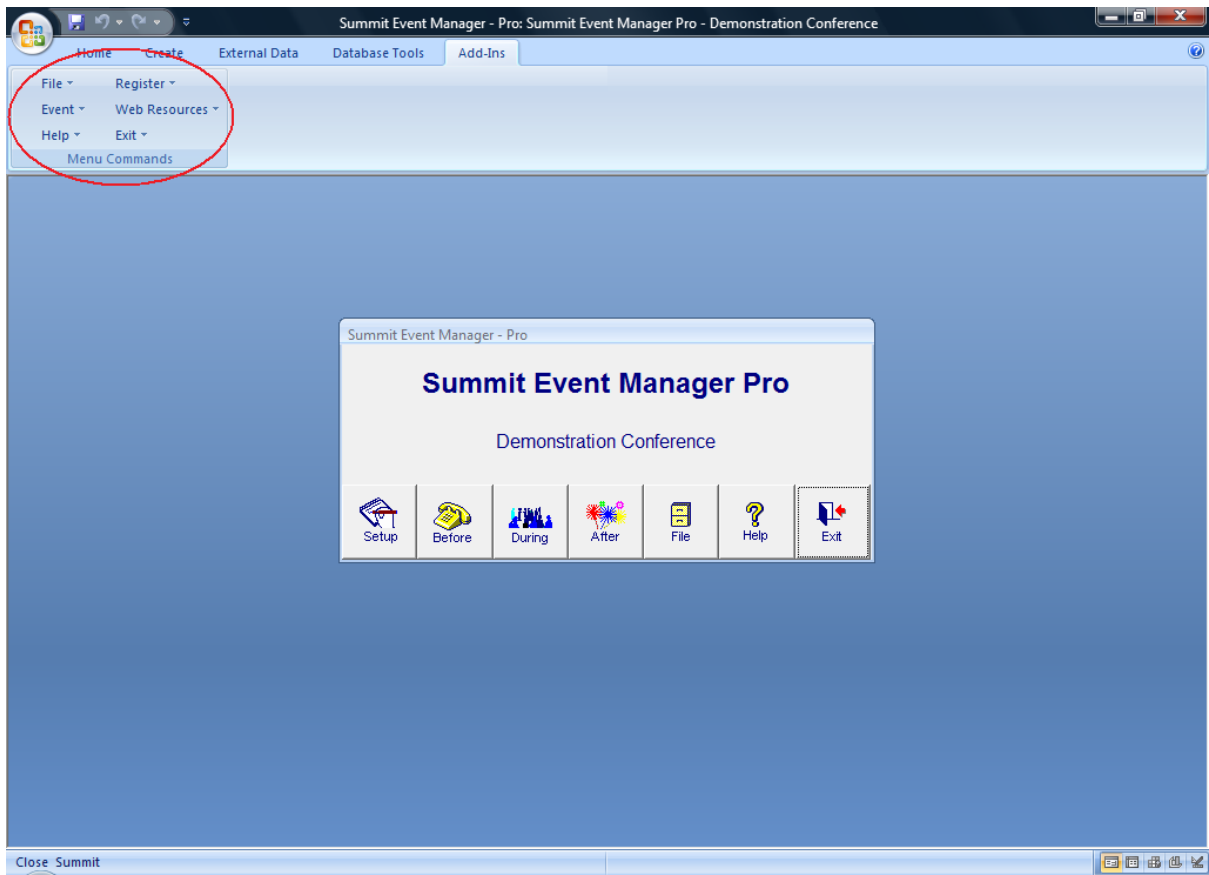 Summit Event Manager - Pro: Summit Event Manager Pro - Demonstration Conference
Home Create External Data Database Tools Add-Ins
File Register
Event Web Resources
Help Exit
Menu Commands
Summit Event Manager - Pro
Summit Event Manager Pro
Demonstration Conference
Setup Before During After File Help Exit
Close Summit